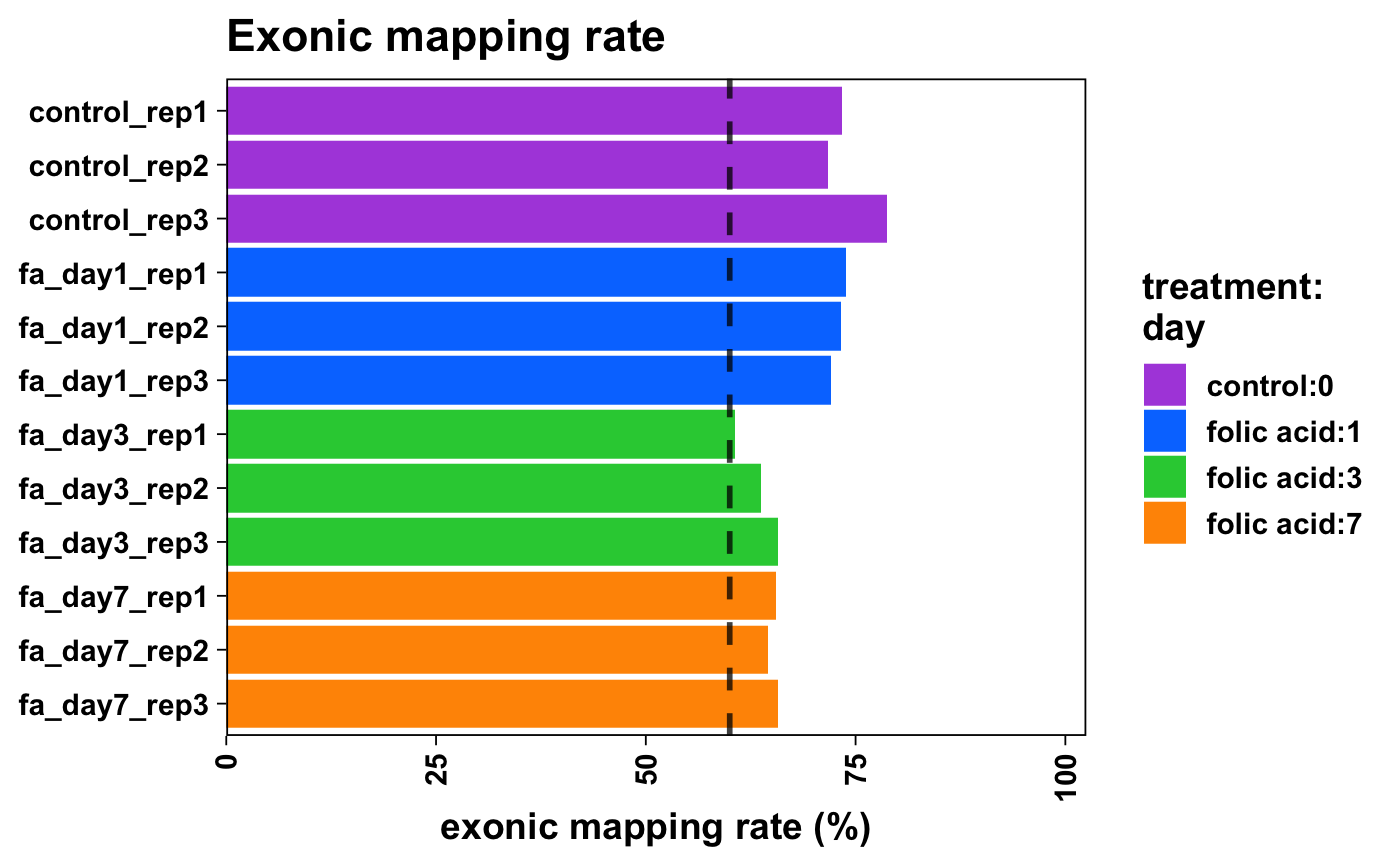 Exonic mapping rate
control_rep1
control_rep2
control_rep3
fa_day1_rep1
fa_day1_rep2
fa_day1_rep3
fa_day3_rep1
fa_day3_rep2
fa_day3_rep3
fa_day7_rep1
fa_day7_rep2
fa_day7_rep3
0
25
50
75
100
exonic mapping rate (%)
treatment:
day
control:0
folic acid:1
folic acid:3
folic acid:7